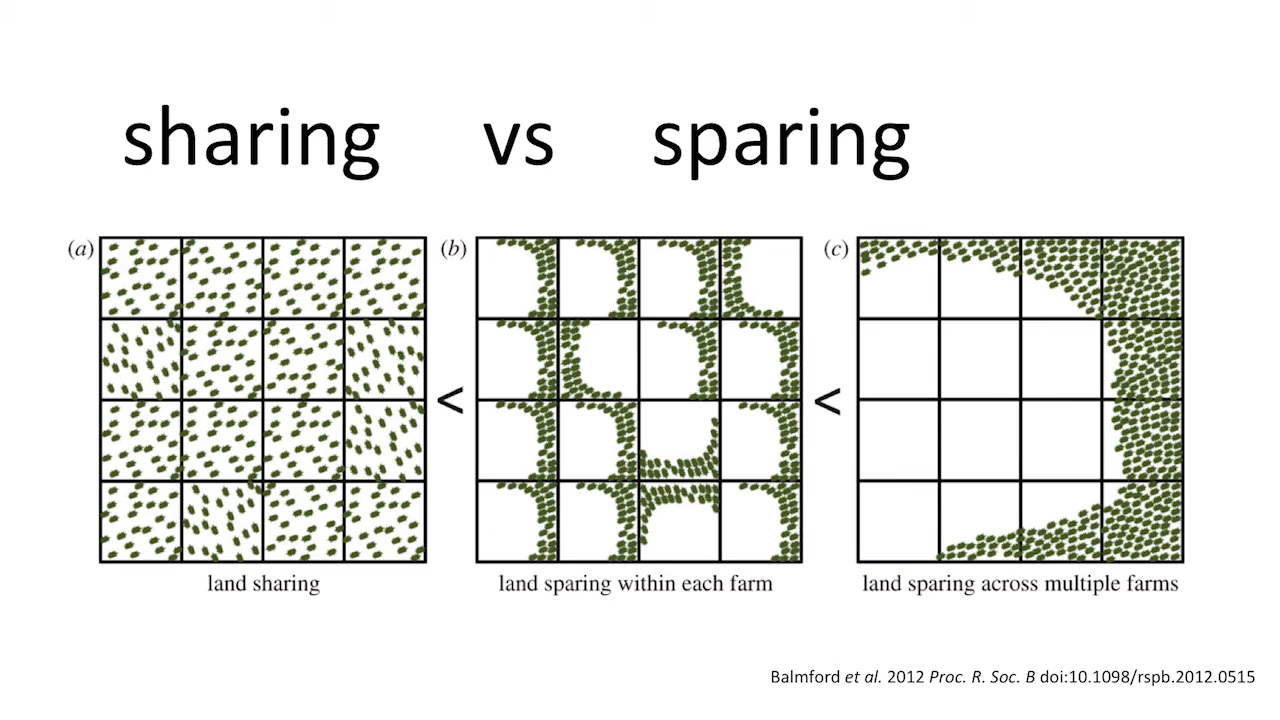 sharing vs sparing
(a)
(b)
(c)
<
<
land sharing
land sparing within each farm
land sparing across multiple farms
Balmford et al. 2012 Proc. R. Soc. B doi:10.1098/rspb.2012.0515